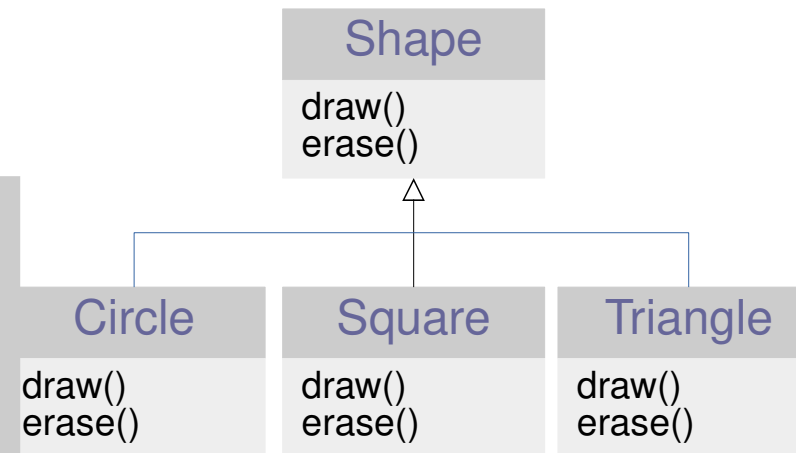 Shape
draw()
erase()
Circle
draw()
erase()
Square
draw()
erase()
Triangle
draw()
erase()